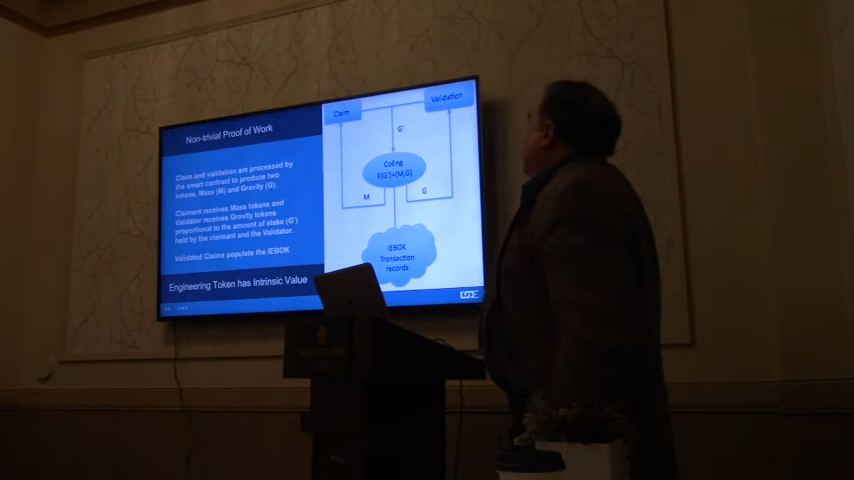 Non-trivial Proof of Work
Claim and validation are processed by
the smart contract to produce two
tokens, Mass (M) and Gravity (G).
Claimant receives Mass tokens and
Validator receives Gravity tokens
proportional to the amount of stake (G')
held by the claimant and the Validator.
Validated Claims populate the IEBOK
Engineering Token has Intrinsic Value
Claim
Validation
G'
CoEng
F(G')=(M,G)
M
G
IEBOK
Transaction
records